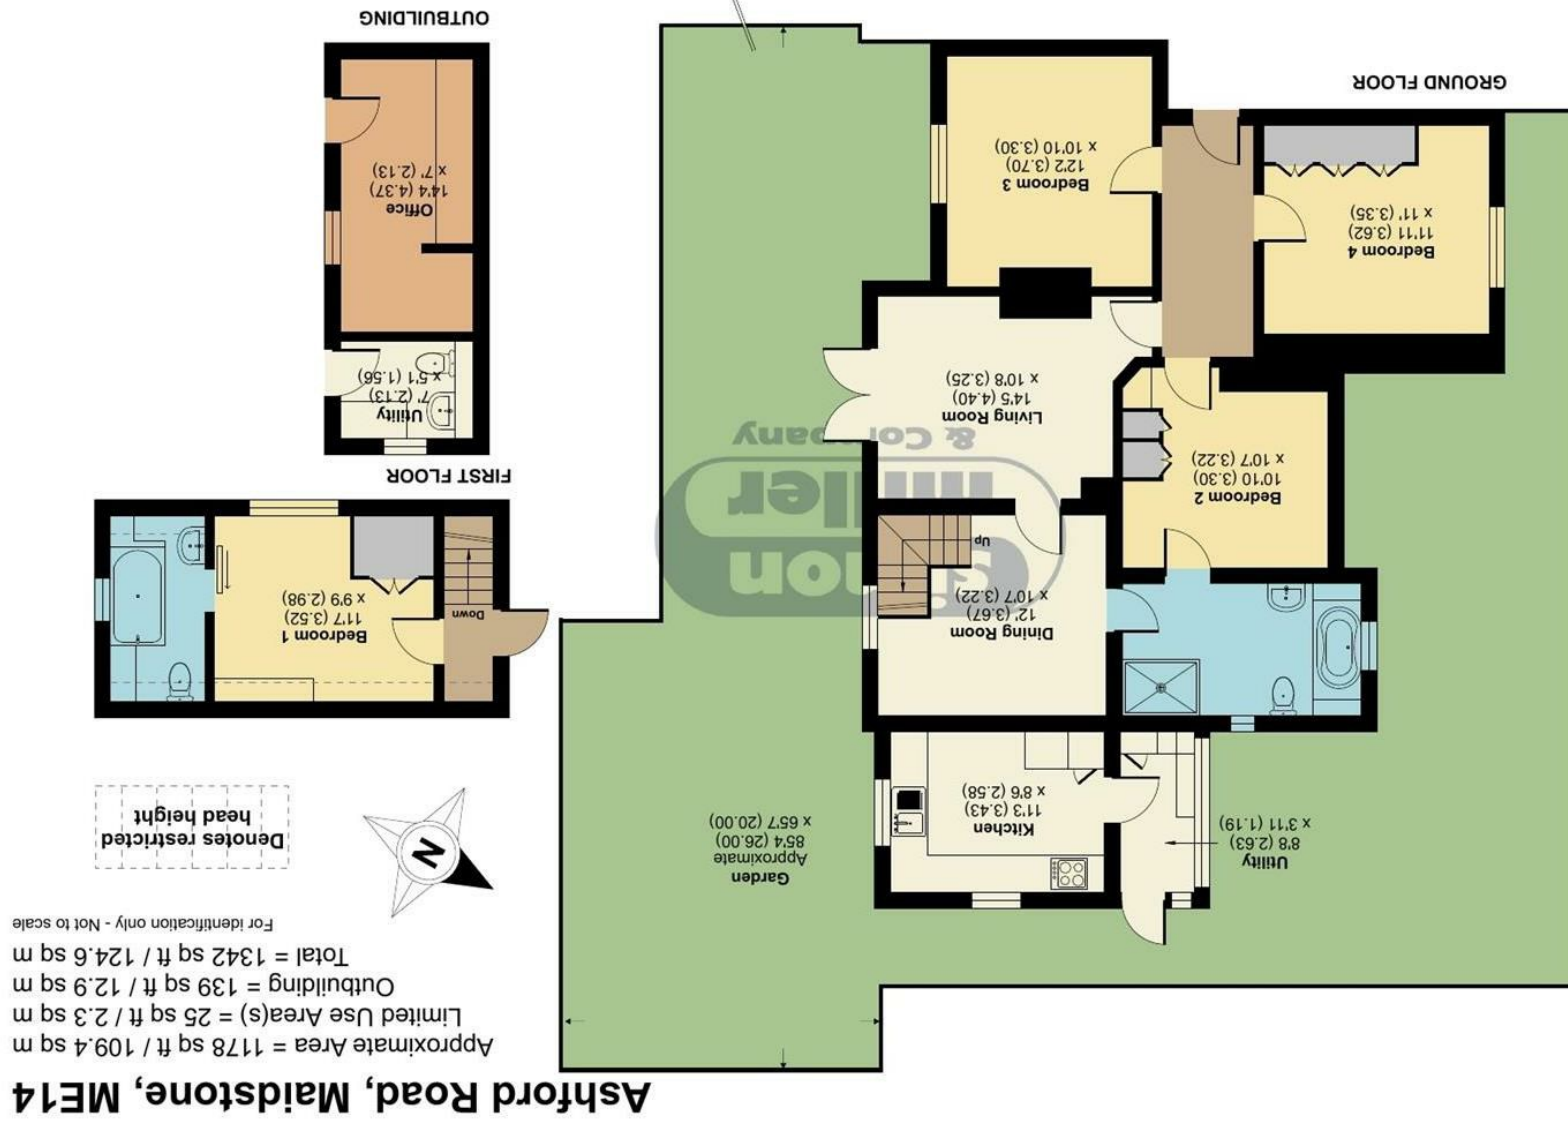 Ashford Road, Maidstone, ME14
Approximate Area = 1178 sq ft / 109.4 sq m
Limited Use Area(s) = 25 sq ft / 2.3 sq m
Outbuilding = 139 sq ft / 12.9 sq m
Total = 1342 sq ft / 124.6 sq m
For identification only - Not to scale
Denotes restricted
head height
N
Garden
Approximate
85'4 (26.00)
x 65'7 (20.00)
Utility
8'8 (2.63)
x 3'11 (1.19)
Kitchen
11'3 (3.43)
x 8'6 (2.58)
Dining Room
12' (3.67)
x 10'7 (3.22)
Up
Bedroom 2
10'10 (3.30)
x 10'7 (3.22)
Living Room
14'5 (4.40)
x 10'8 (3.25)
Bedroom 4
11'11 (3.62)
x 11' (3.35)
Bedroom 3
12'2 (3.70)
x 10'10 (3.30)
GROUND FLOOR
Down
Bedroom 1
11'7 (3.52)
x 9'9 (2.98)
FIRST FLOOR
Utility
7' (2.13)
x 5'1 (1.56)
Office
14'4 (4.37)
x 7' (2.13)
OUTBUILDING
miller
& Company